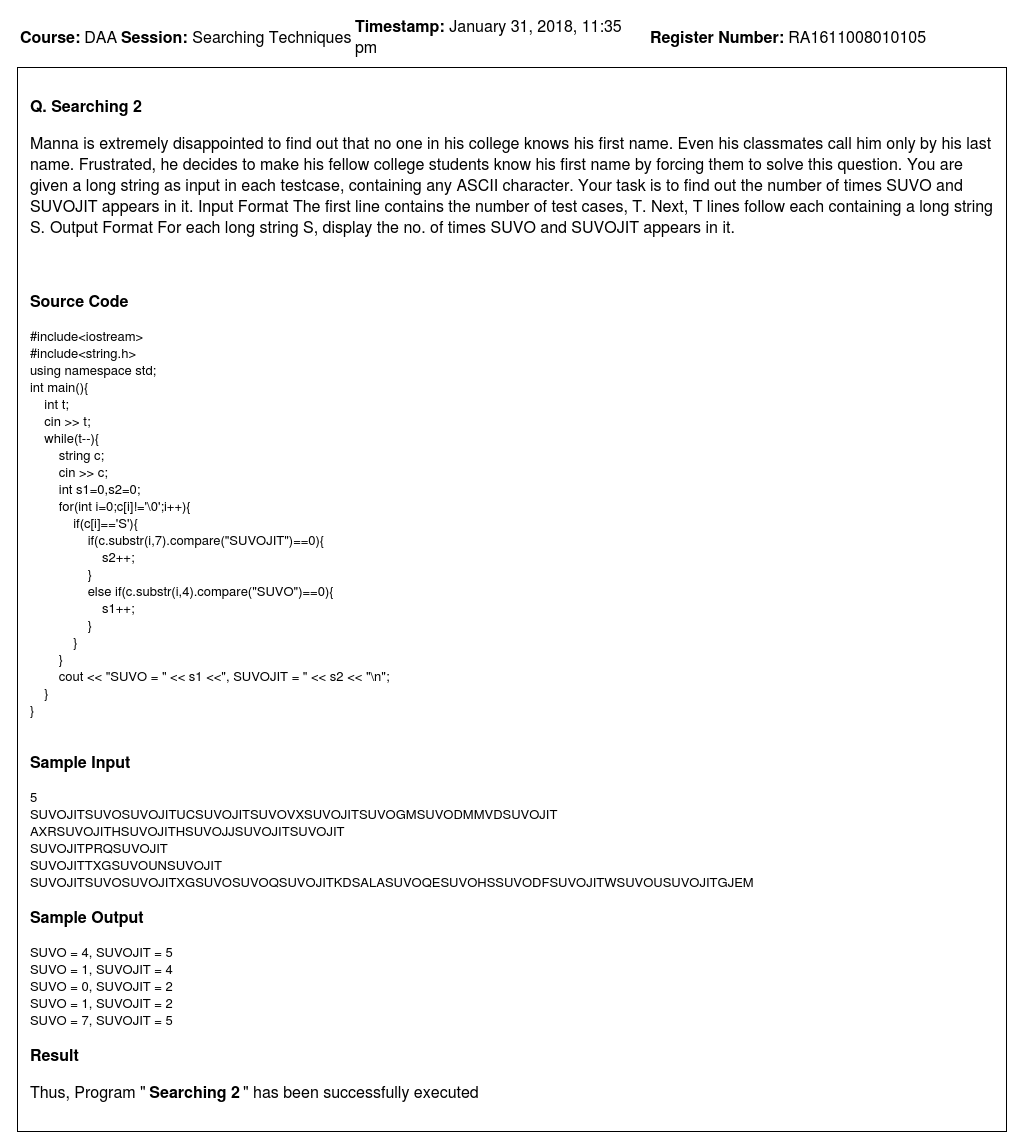 Course: DAA Session: Searching Techniques Timestamp: January 31, 2018, 11:35 pm Register Number: RA1611008010105
Q. Searching 2
Manna is extremely disappointed to find out that no one in his college knows his first name. Even his classmates call him only by his last
name. Frustrated, he decides to make his fellow college students know his first name by forcing them to solve this question. You are
given a long string as input in each testcase, containing any ASCII character. Your task is to find out the number of times SUVO and
SUVOJIT appears in it. Input Format The first line contains the number of test cases, T. Next, T lines follow each containing a long string
S. Output Format For each long string S, display the no. of times SUVO and SUVOJIT appears in it.
Source Code
#include<iostream>
#include<string.h>
using namespace std;
int main(){
    int t;
    cin >> t;
    while(t--){
        string c;
        cin >> c;
        int s1=0,s2=0;
        for(int i=0;c[i]!='\0';i++){
            if(c[i]=='S'){
                if(c.substr(i,7).compare("SUVOJIT")==0){
                    s2++;
                }
                else if(c.substr(i,4).compare("SUVO")==0){
                    s1++;
                }
            }
        }
        cout << "SUVO = " << s1 <<", SUVOJIT = " << s2 << "\n";
    }
}
Sample Input
5
SUVOJITSUVOSUVOJITUCSUVOJITSUVOVXSUVOJITSUVOGMSUVODMMVDSUVOJIT
AXRSUVOJITHSUVOJITHSUVOJJSUVOJITSUVOJIT
SUVOJITPRQSUVOJIT
SUVOJITTXGSUVOUNSUVOJIT
SUVOJITSUVOSUVOJITXGSUVOSUVOQSUVOJITKDSALASUVOQESUVOHSSUVODFSUVOJITWSUVOUSUVOJITGJEM
Sample Output
SUVO = 4, SUVOJIT = 5
SUVO = 1, SUVOJIT = 4
SUVO = 0, SUVOJIT = 2
SUVO = 1, SUVOJIT = 2
SUVO = 7, SUVOJIT = 5
Result
Thus, Program " Searching 2 " has been successfully executed